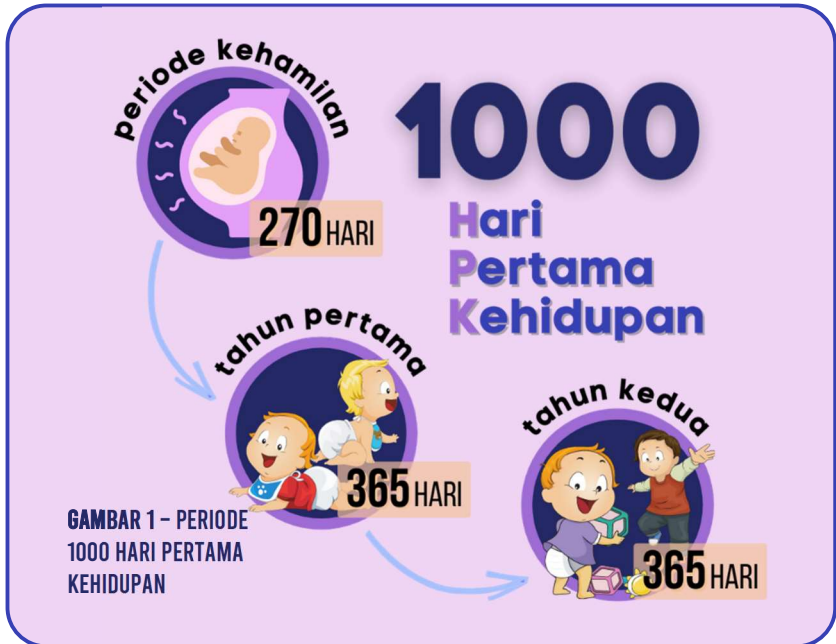 periode kehamilan
270 HARI
1000
Hari
Pertama
Kehidupan
tahun pertama
365 HARI
tahun kedua
365 HARI
GAMBAR 1 – PERIODE
1000 HARI PERTAMA
KEHIDUPAN